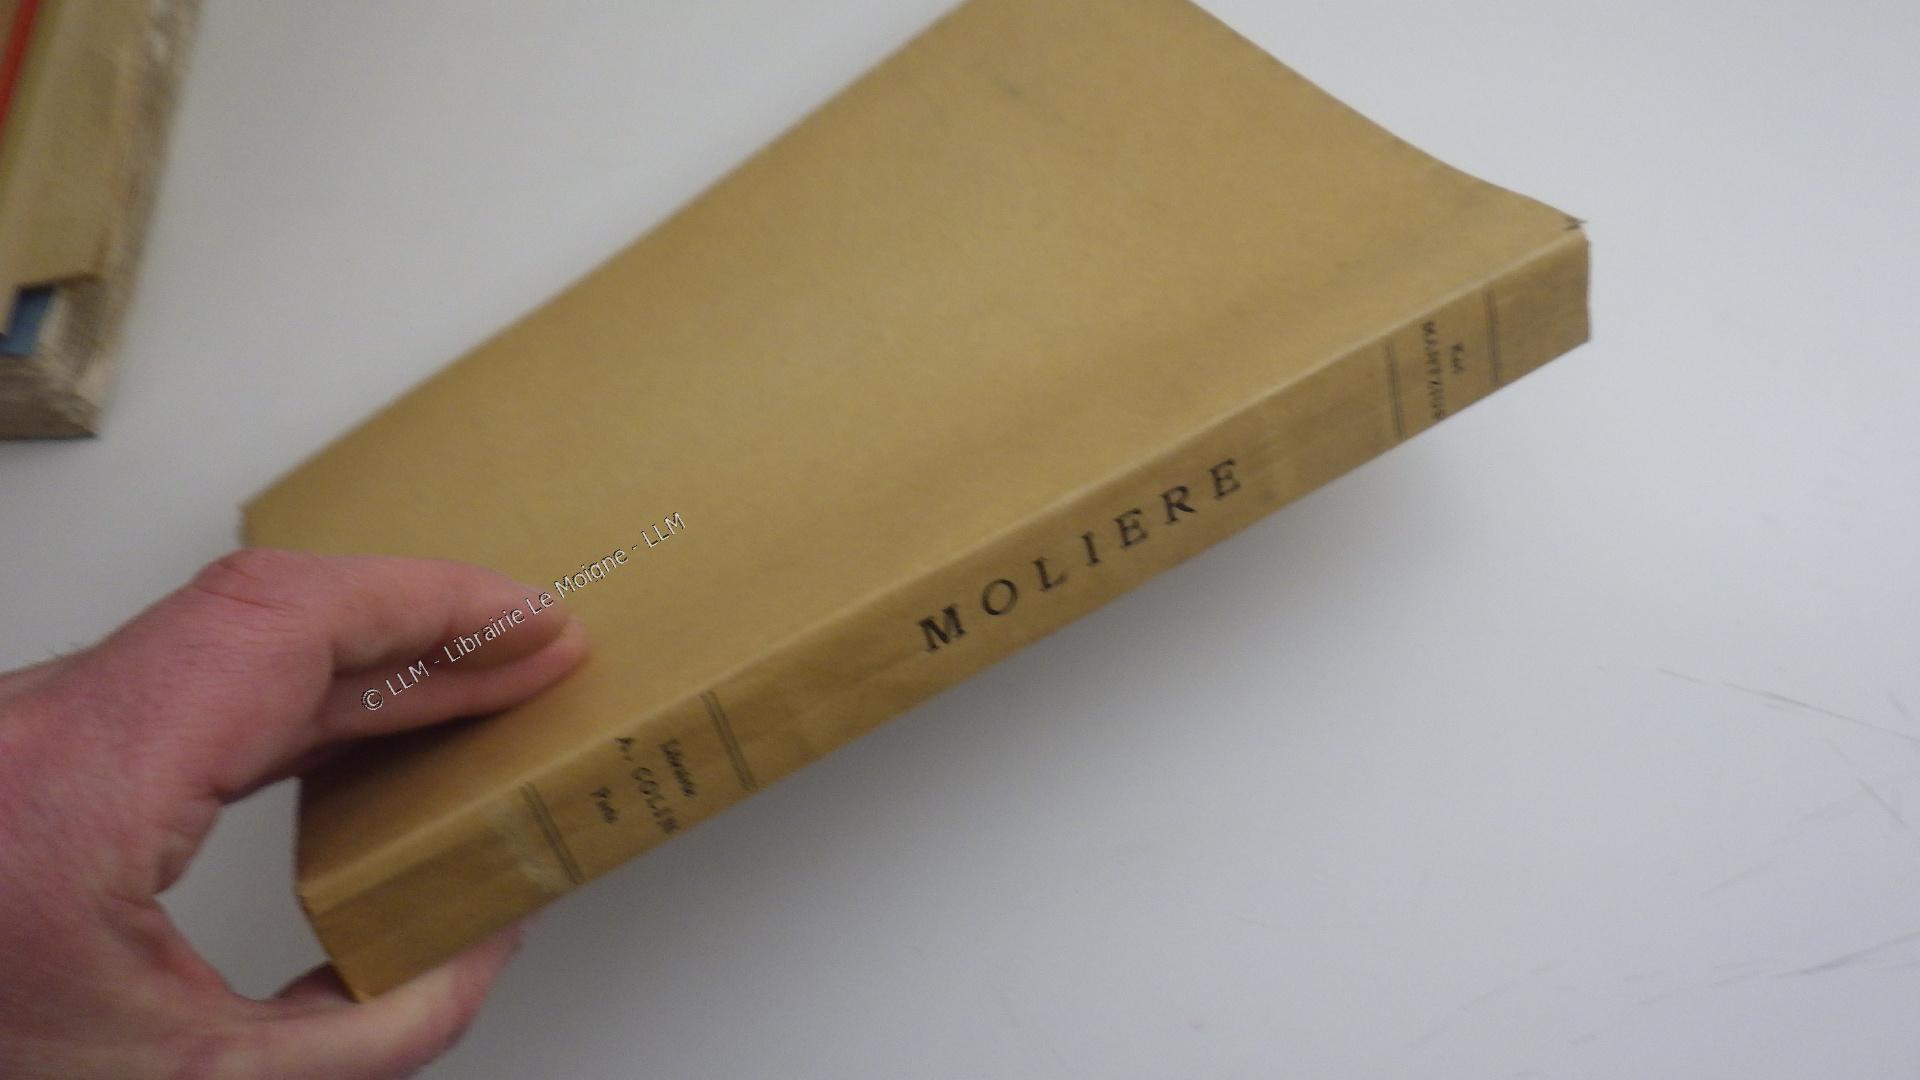 MOLIERE
Librairie
A. COLIN
Paris
© LLM - Librairie Le Moigne - LLM